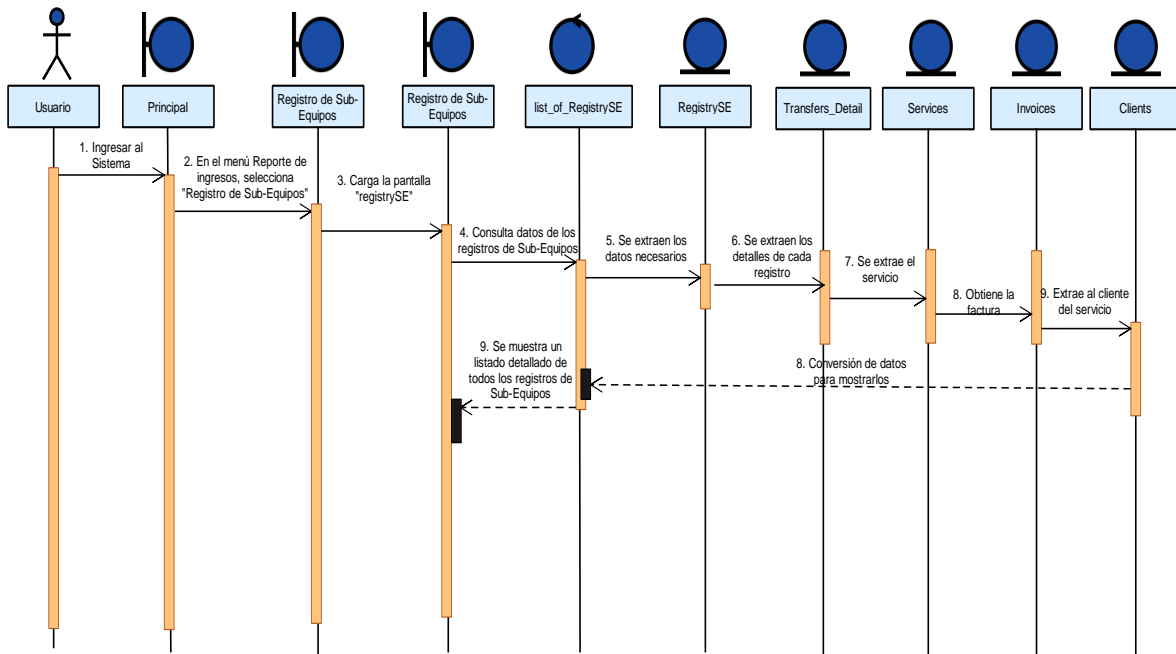 Usuario
Principal
Registro de Sub-
Equipos
Registro de Sub-
Equipos
list_of_RegistrySE
RegistrySE
Transfers_Detail
Services
Invoices
Clients
1. Ingresar al
Sistema
2. En el menú Reporte de
ingresos, selecciona
"Registro de Sub-Equipos"
3. Carga la pantalla
"registrySE"
4. Consulta datos de los
registros de Sub-Equipos
5. Se extraen los
datos necesarios
6. Se extraen los
detalles de cada
registro
7. Se extrae el
servicio
8. Obtiene la
factura
9. Extrae al cliente
del servicio
8. Conversión de datos
para mostrarlos
9. Se muestra un
listado detallado de
todos los registros de
Sub-Equipos